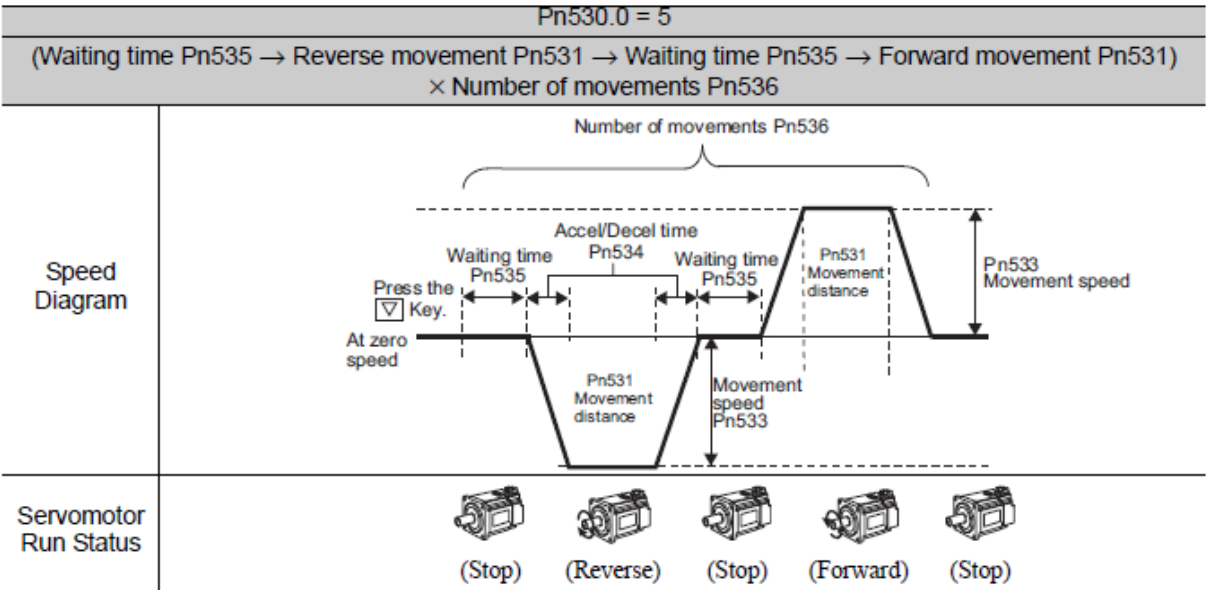 Pn530.0 = 5
(Waiting time Pn535 → Reverse movement Pn531 → Waiting time Pn535 → Forward movement Pn531)
× Number of movements Pn536
Speed
Diagram
Number of movements Pn536
Accel/Decel time
Pn534
Waiting time
Pn535
Waiting time
Pn535
Press the
▽ Key.
At zero
speed
Pn531
Movement
distance
Pn533
Movement speed
Pn531
Movement
distance
Movement
speed
Pn533
Servomotor
Run Status
(Stop) (Reverse) (Stop) (Forward) (Stop)